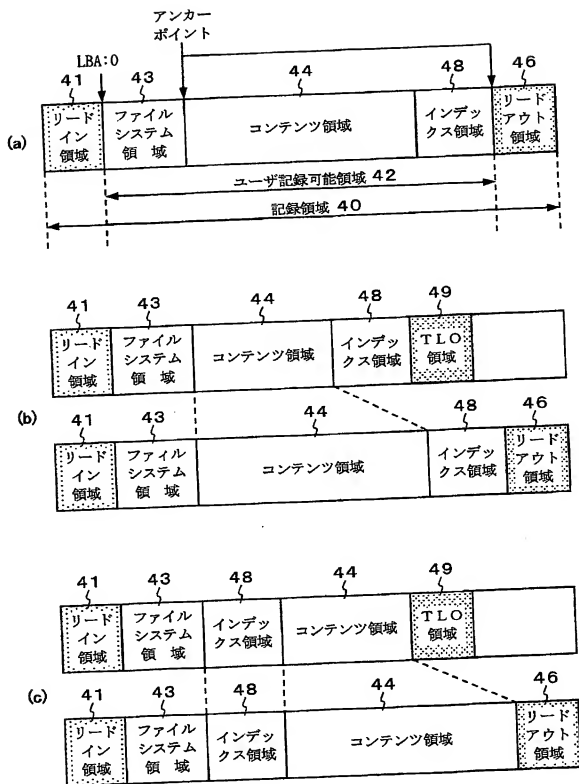 アンカー
ポイント
LBA:0
41
43
44
48
46
(a)
リード
イン
領域
ファイル
システム
領 域
コンテンツ領域
インデッ
クス領域
リード
アウト
領域
ユーザ記録可能領域 42
記録領域 40
41
43
44
48
49
リード
イン
領域
ファイル
システム
領 域
コンテンツ領域
インデッ
クス領域
TLO
領域
(b)
41
43
44
48
46
リード
イン
領域
ファイル
システム
領 域
コンテンツ領域
インデッ
クス領域
リード
アウト
領域
41
43
48
44
49
リード
イン
領域
ファイル
システム
領 域
インデッ
クス領域
コンテンツ領域
TLO
領域
(c)
41
43
48
44
46
リード
イン
領域
ファイル
システム
領 域
インデッ
クス領域
コンテンツ領域
リード
アウト
領域